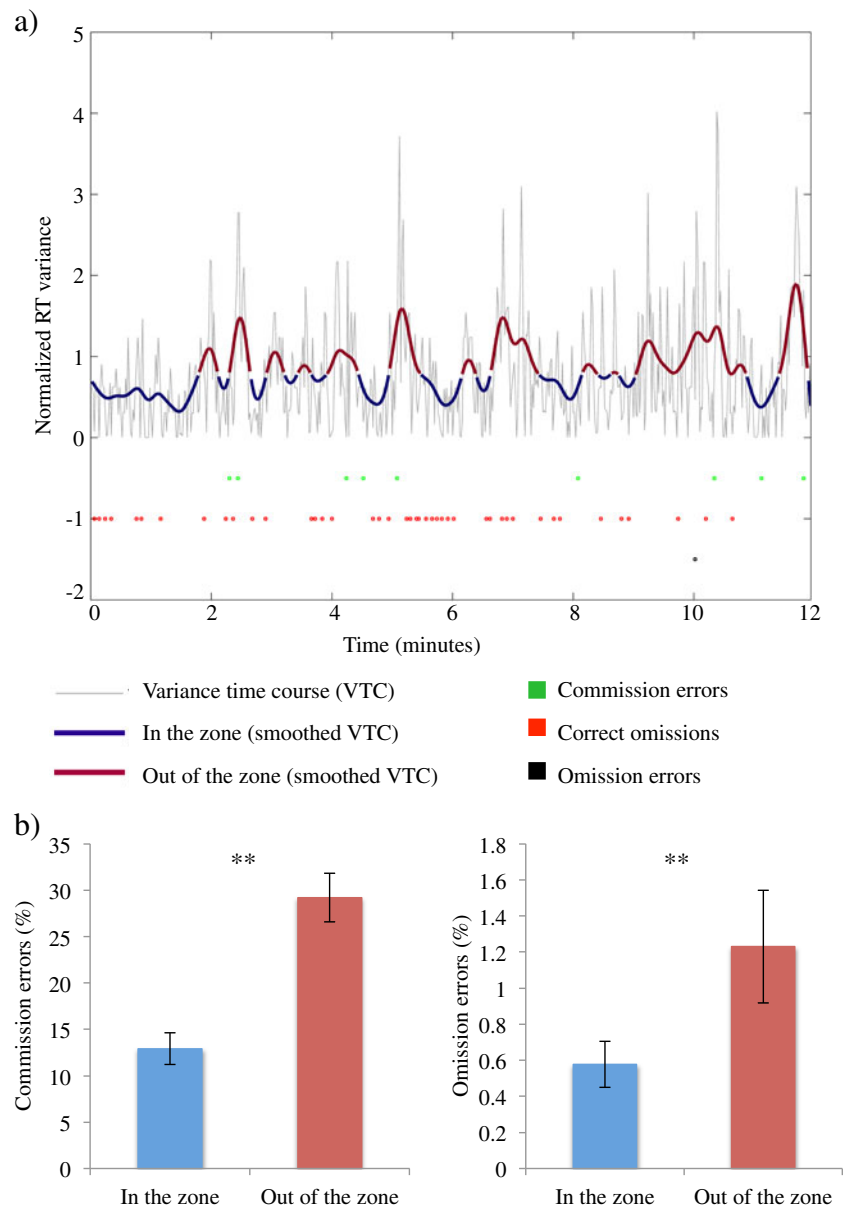 a)
5
4
3
2
1
0
-1
-2
Normalized RT variance
0 2 4 6 8 10 12
Time (minutes)
Variance time course (VTC)
In the zone (smoothed VTC)
Out of the zone (smoothed VTC)
Commission errors
Correct omissions
Omission errors
b)
35
30
25
20
15
10
5
0
Commission errors (%)
**
In the zone Out of the zone
1.8
1.6
1.4
1.2
1
0.8
0.6
0.4
0.2
0
Omission errors (%)
**
In the zone Out of the zone